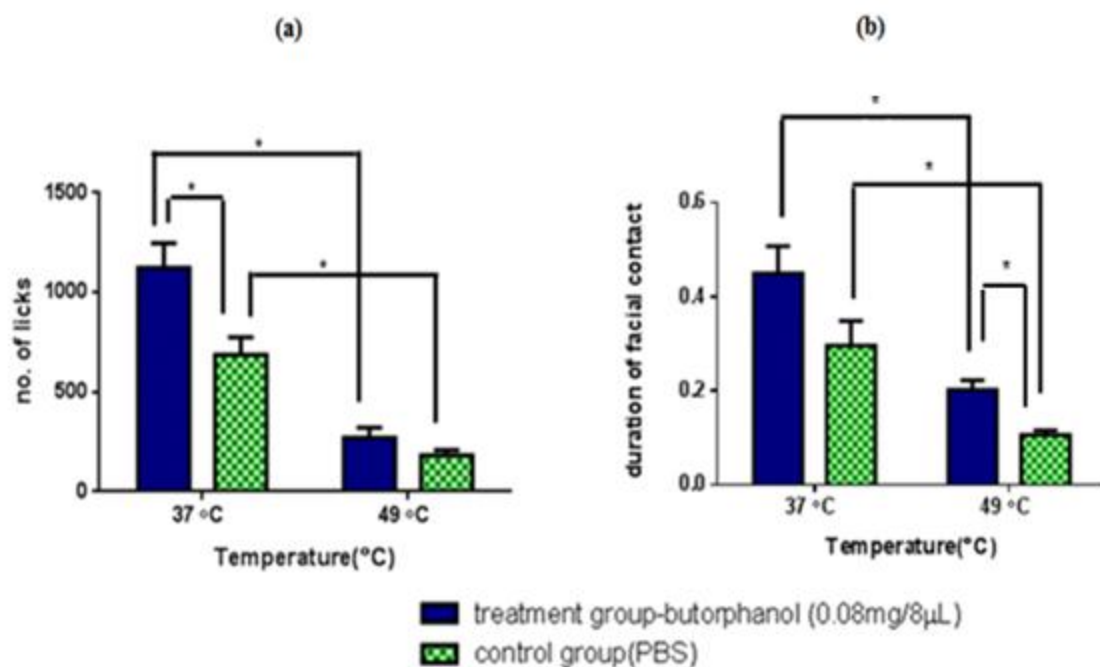 (a)
*
*
*
1500
1000
500
0
no. of licks
37 °C
49 °C
Temperature(°C)
(b)
*
*
*
0.6
0.4
0.2
0.0
duration of facial contact
37 °C
49 °C
Temperature(°C)
treatment group-butorphanol (0.08mg/8µL)
control group(PBS)